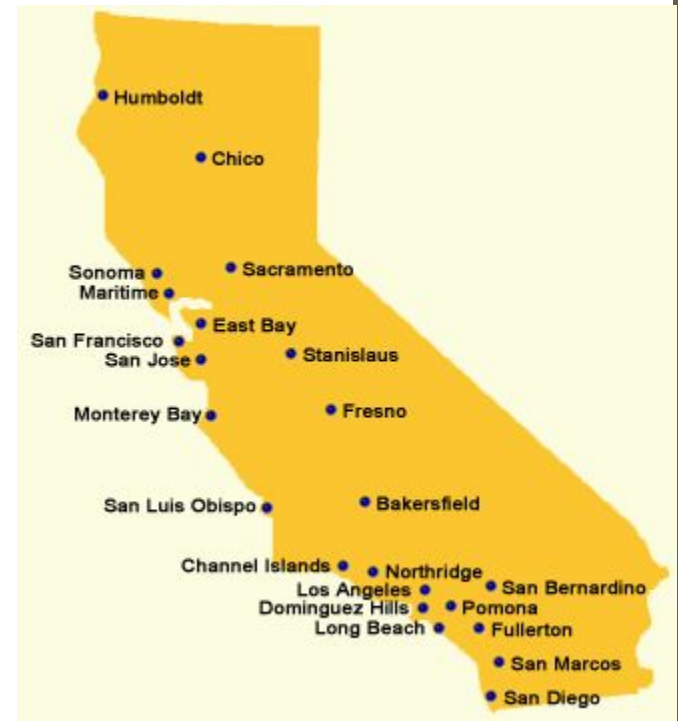 Humboldt
Chico
Sonoma
Sacramento
Maritime
East Bay
San Francisco
Stanislaus
San Jose
Monterey Bay
Fresno
San Luis Obispo
Bakersfield
Channel Islands
Northridge
Los Angeles
San Bernardino
Dominguez Hills
Pomona
Long Beach
Fullerton
San Marcos
San Diego